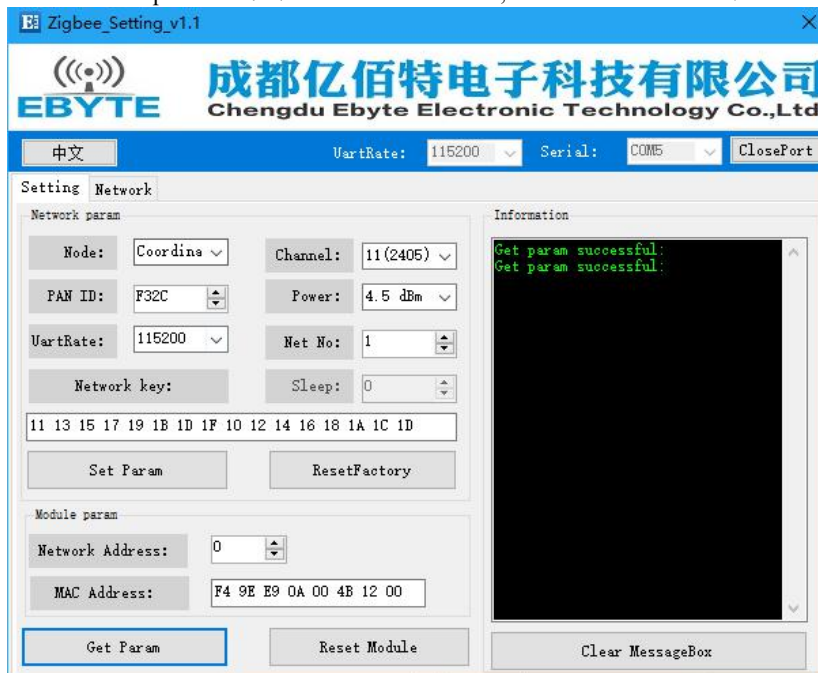 Zigbee_Setting_v1.1
EBYTE
成都亿佰特电子科技有限公司
Chengdu Ebyte Electronic Technology Co.,Ltd
中文 UartRate: 115200 Serial: COM5 ClosePort
Setting Network
Network param
Node: Coordina Channel: 11(2405)
PAN ID: F32C Power: 4.5 dBm
UartRate: 115200 Net No: 1
Network key: Sleep: 0
11 13 15 17 19 1B 1D 1F 10 12 14 16 18 1A 1C 1D
Set Param ResetFactory
Module param
Network Address: 0
MAC Address: F4 9E E9 0A 00 4B 12 00
Get Param Reset Module
Information
Get param successful:
Get param successful:
Clear MessageBox